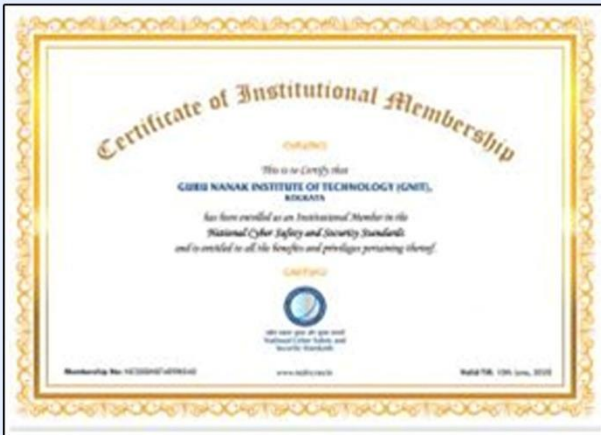 Certificate of Institutional Membership
This is to Certify that
GURU NANAK INSTITUTE OF TECHNOLOGY (GNIT),
KOLKATA
has been enrolled as an Institutional Member in the
National Cyber Safety and Security Standards
and is entitled to all the benefits and privileges pertaining thereof.
National Cyber Safety and
Security Standards
Membership No:
Valid Till: